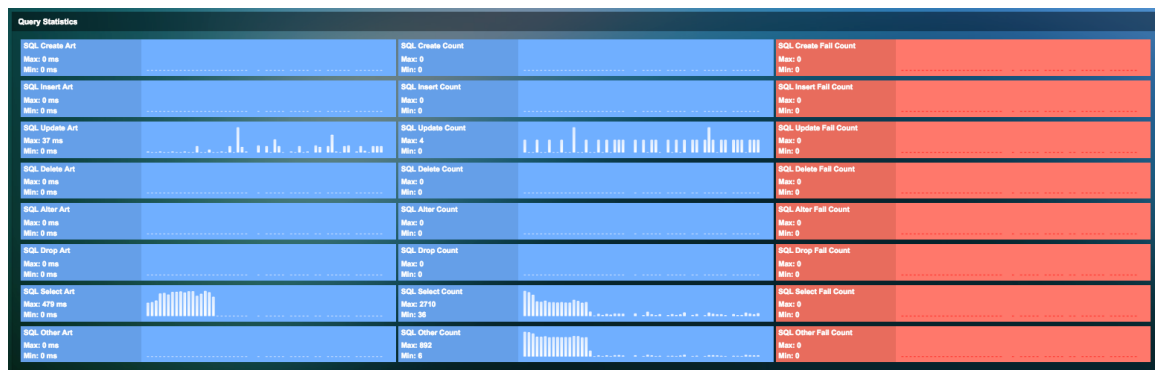 Query Statistics
SQL Create Art
Max: 0 ms
Min: 0 ms
SQL Create Count
Max: 0
Min: 0
SQL Create Fail Count
Max: 0
Min: 0
SQL Insert Art
Max: 0 ms
Min: 0 ms
SQL Insert Count
Max: 0
Min: 0
SQL Insert Fail Count
Max: 0
Min: 0
SQL Update Art
Max: 37 ms
Min: 0 ms
SQL Update Count
Max: 4
Min: 0
SQL Update Fail Count
Max: 0
Min: 0
SQL Delete Art
Max: 0 ms
Min: 0 ms
SQL Delete Count
Max: 0
Min: 0
SQL Delete Fail Count
Max: 0
Min: 0
SQL Alter Art
Max: 0 ms
Min: 0 ms
SQL Alter Count
Max: 0
Min: 0
SQL Alter Fail Count
Max: 0
Min: 0
SQL Drop Art
Max: 0 ms
Min: 0 ms
SQL Drop Count
Max: 0
Min: 0
SQL Drop Fail Count
Max: 0
Min: 0
SQL Select Art
Max: 479 ms
Min: 0 ms
SQL Select Count
Max: 2710
Min: 36
SQL Select Fail Count
Max: 0
Min: 0
SQL Other Art
Max: 0 ms
Min: 0 ms
SQL Other Count
Max: 892
Min: 6
SQL Other Fail Count
Max: 0
Min: 0